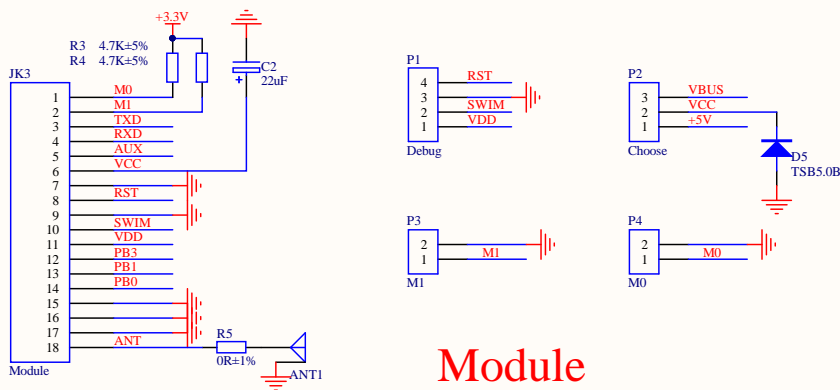 +3.3V
R3 4.7K±5%
R4 4.7K±5%
C2
22uF
+
JK3
1 M0
2 M1
3 TXD
4 RXD
5 AUX
6 VCC
7
8 RST
9
10 SWIM
11 VDD
12 PB3
13 PB1
14 PB0
15
16
17
18 ANT
Module
R5
0R±1%
ANT1
P1
4 RST
3
2 SWIM
1 VDD
Debug
P2
3 VBUS
2 VCC
1 +5V
Choose
D5
TSB5.0B
P3
2
1 M1
M1
P4
2
1 M0
M0
Module